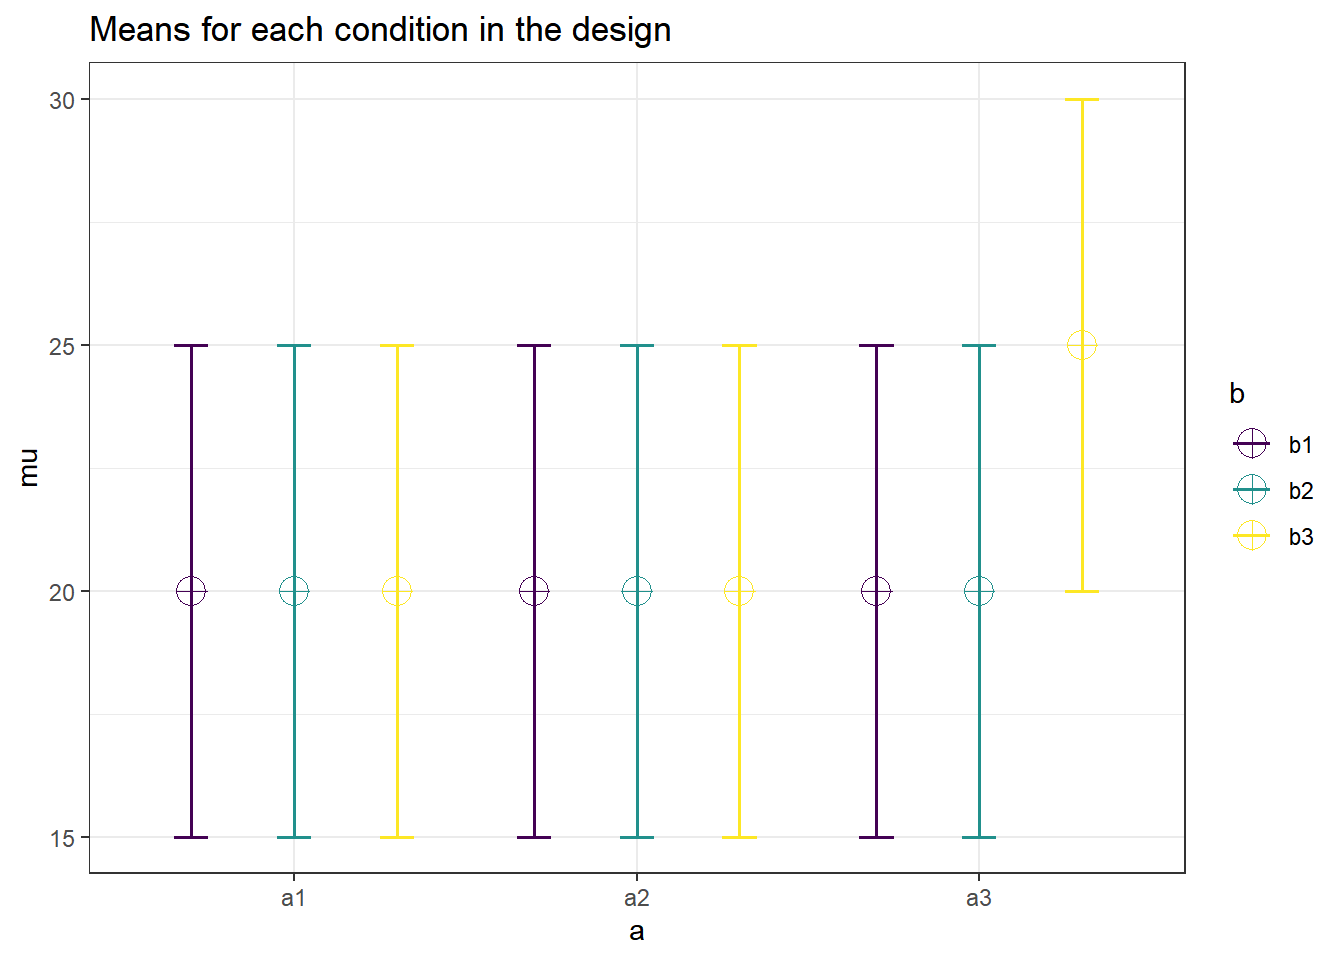 Means for each condition in the design
30
25
20
15
mu
a1 a2 a3
a
b
b1
b2
b3